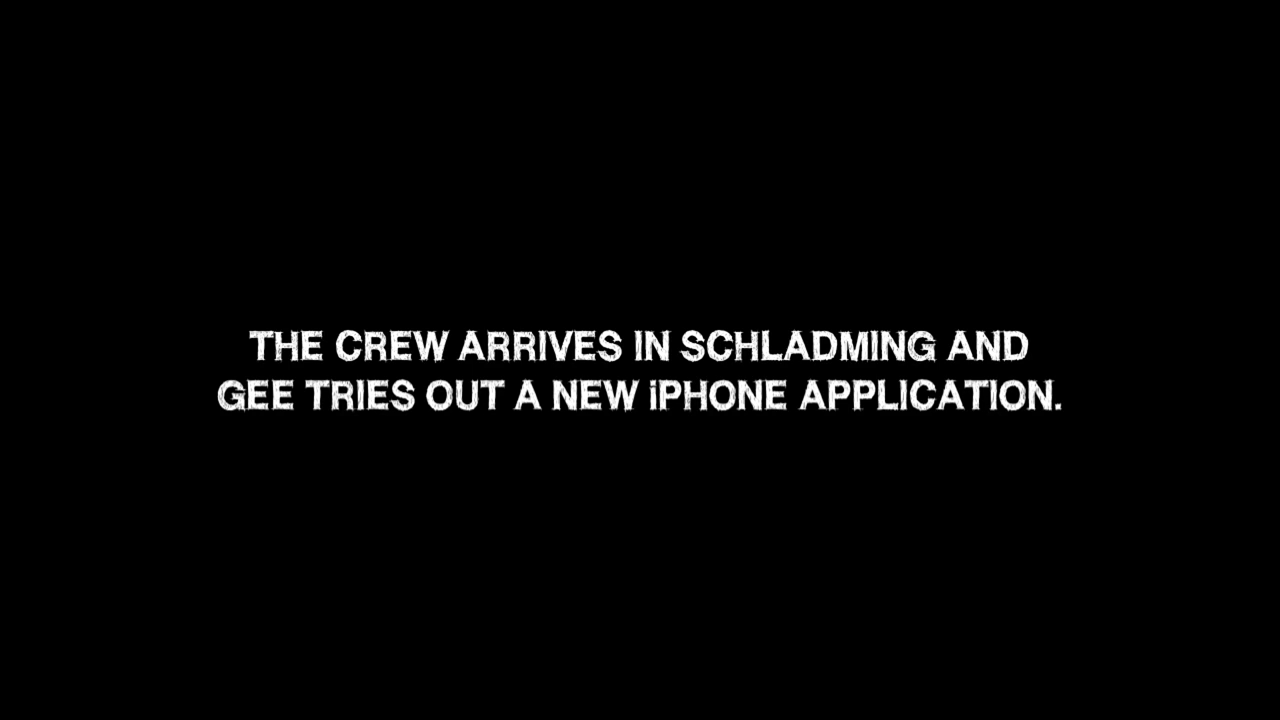 THE CREW ARRIVES IN SCHLADMING AND
GEE TRIES OUT A NEW iPHONE APPLICATION.